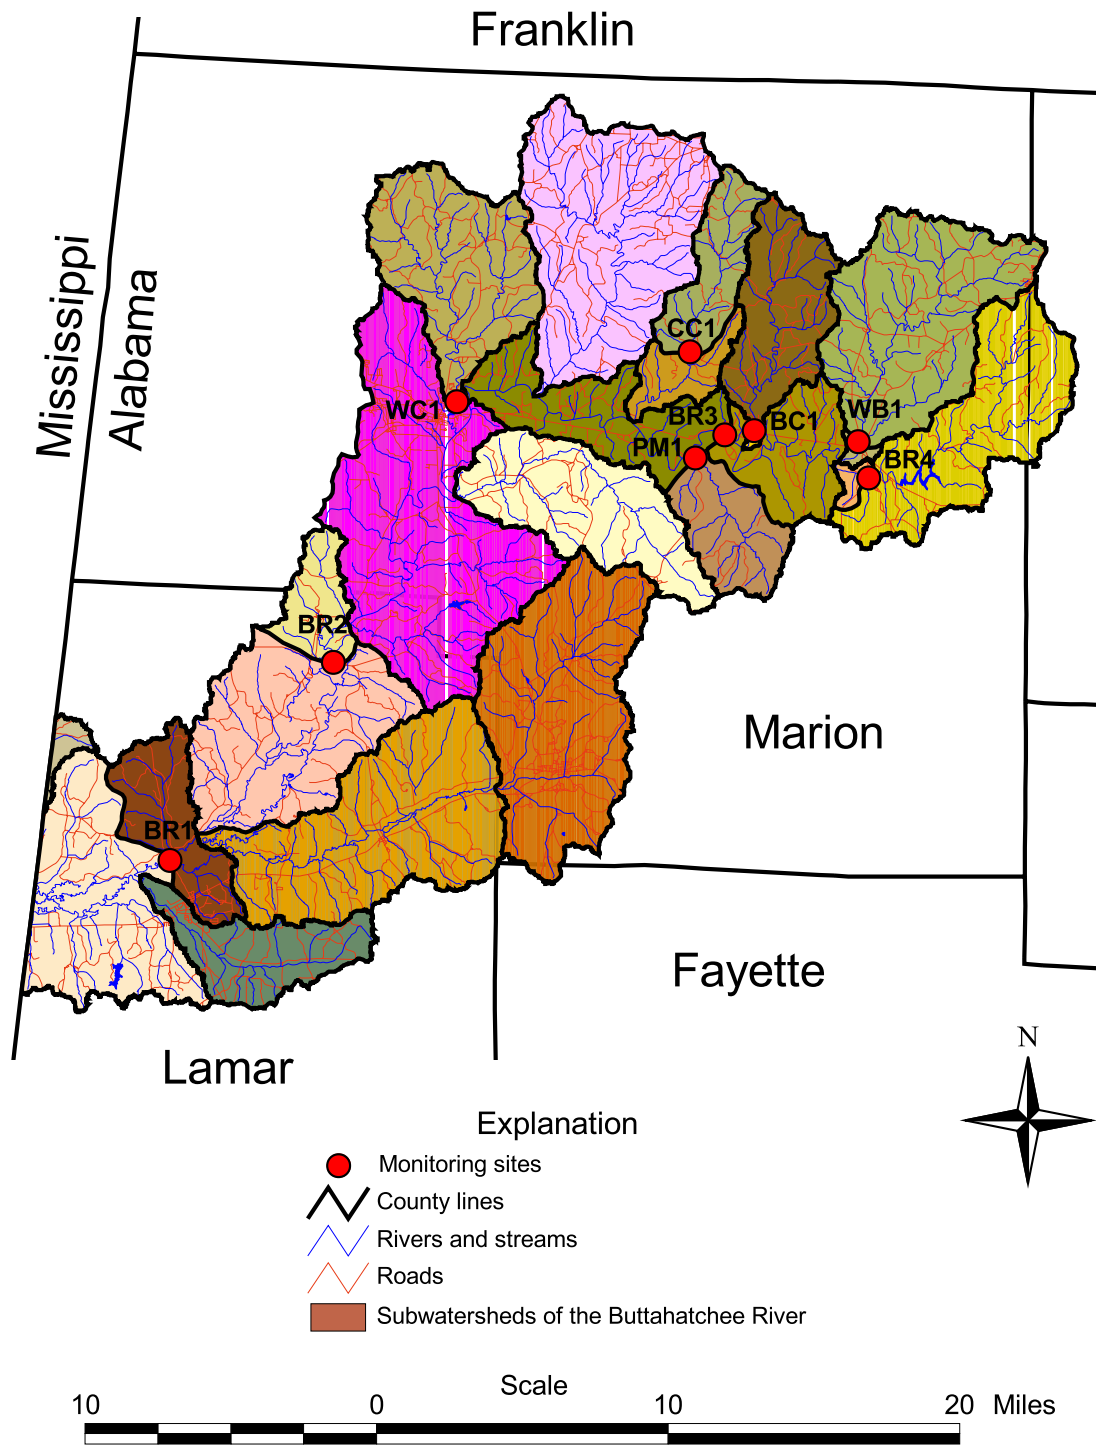 Franklin
Mississippi
Alabama
CC1
WC1
BR3
BC1
WB1
PM1
BR4
BR2
Marion
BR1
Fayette
Lamar
N
Explanation
Monitoring sites
County lines
Rivers and streams
Roads
Subwatersheds of the Buttahatchee River
Scale
10 0 10 20 Miles